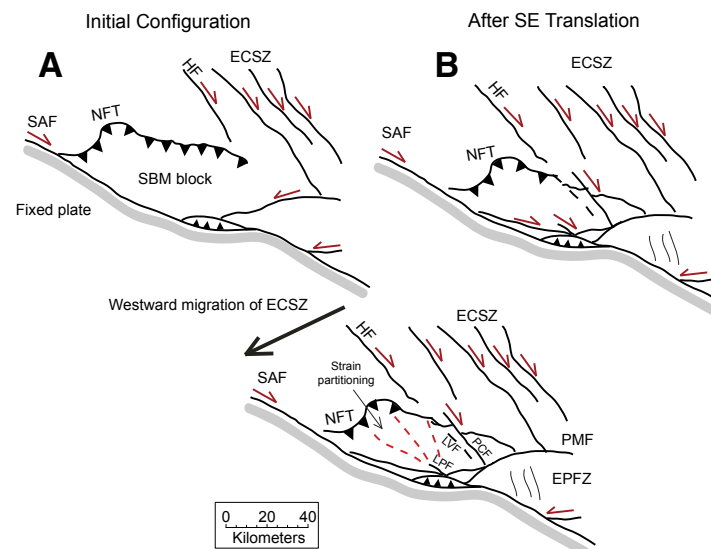 Initial Configuration
After SE Translation
A
HF
ECSZ
NFT
SAF
SBM block
Fixed plate
B
ECSZ
HF
SAF
NFT
Westward migration of ECSZ
ECSZ
HF
Strain
partitioning
SAF
NFT
LVF
PCF
LPF
PMF
EPFZ
0 20 40
Kilometers